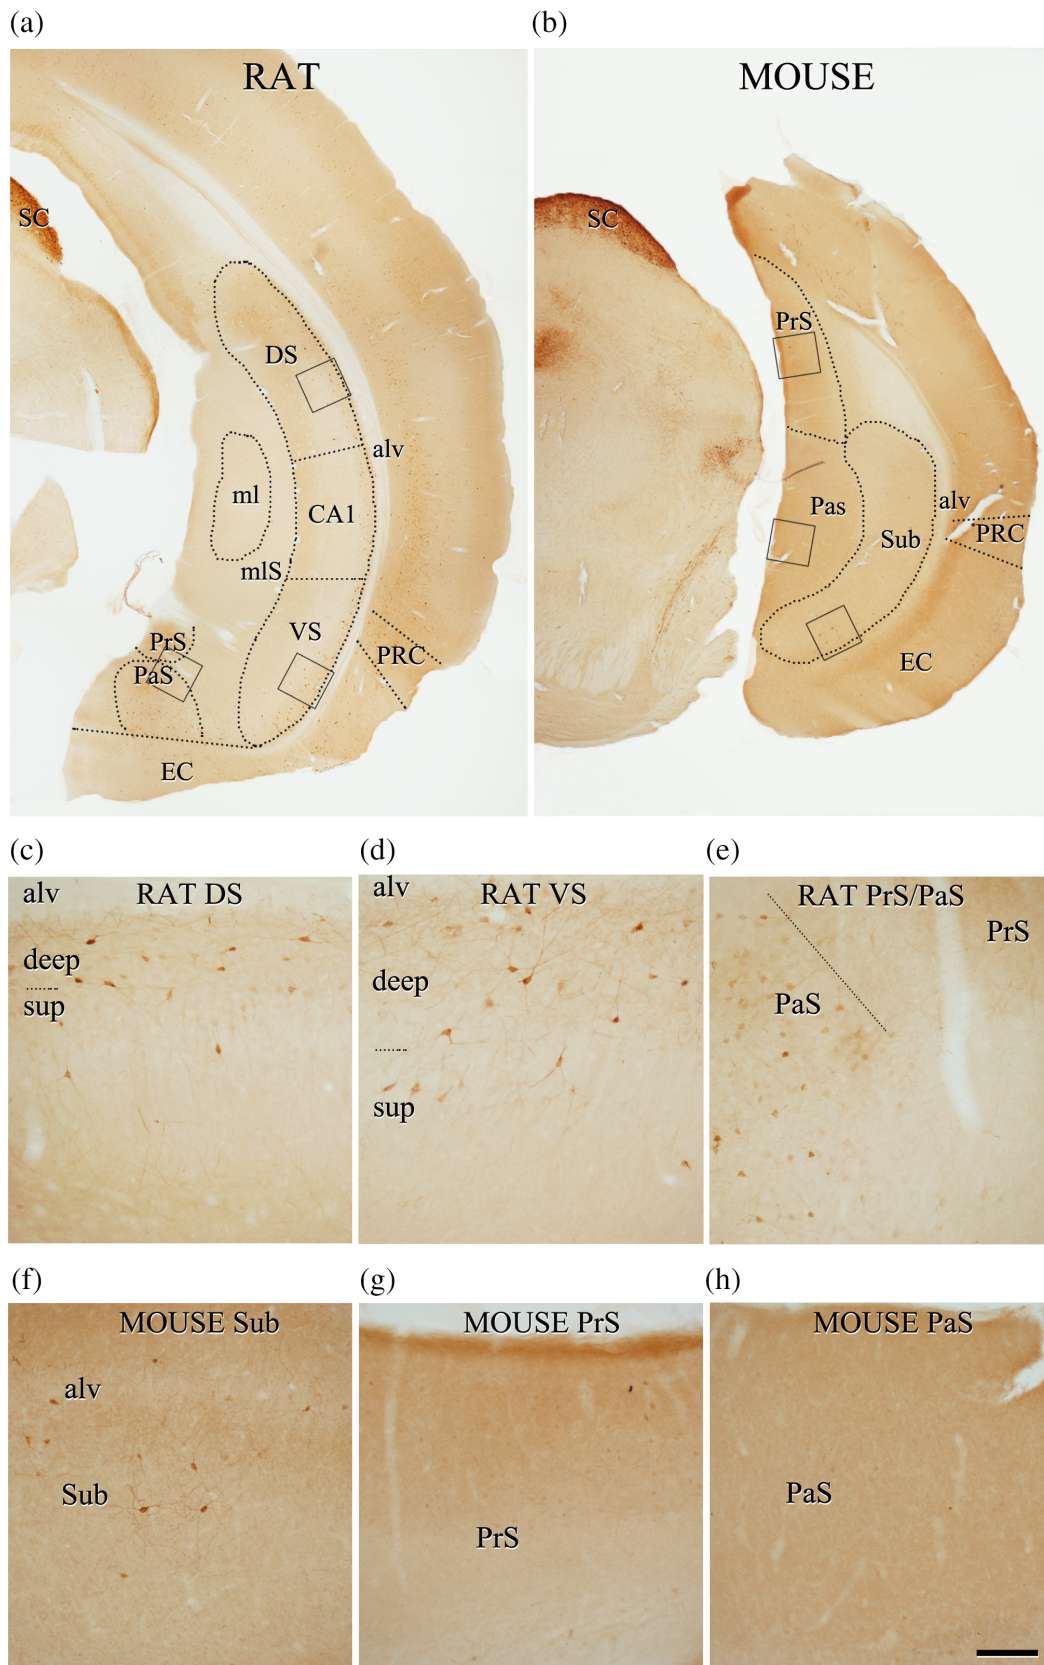 (a)
(b)
RAT
MOUSE
SC
SC
PrS
DS
alv
ml
CA1
mlS
Pas
alv
Sub
PRC
VS
PrS
PaS
PRC
EC
EC
(c)
(d)
(e)
alv
RAT DS
deep
sup
alv
RAT VS
deep
sup
RAT PrS/PaS
PrS
PaS
(f)
(g)
(h)
MOUSE Sub
alv
Sub
MOUSE PrS
PrS
MOUSE PaS
PaS